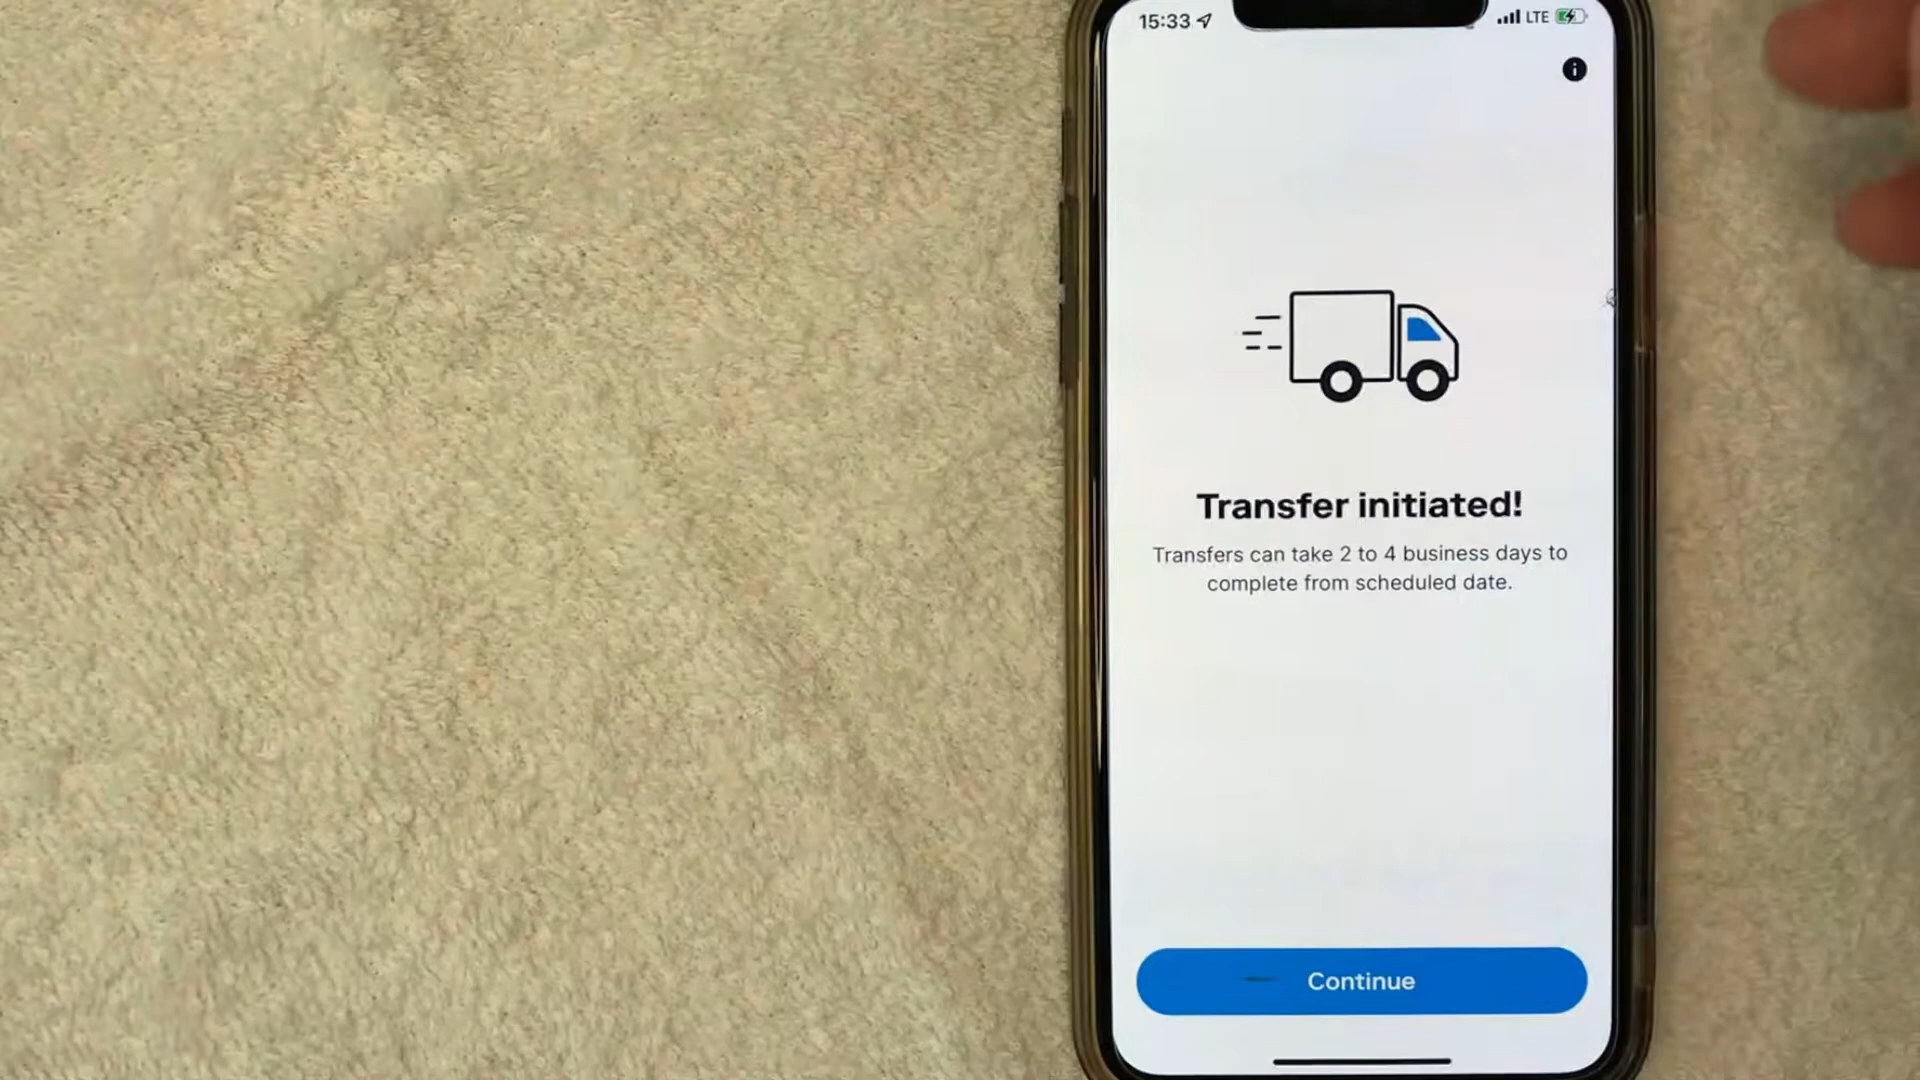 15:33
LTE
Transfer initiated!
Transfers can take 2 to 4 business days to
complete from scheduled date.
Continue